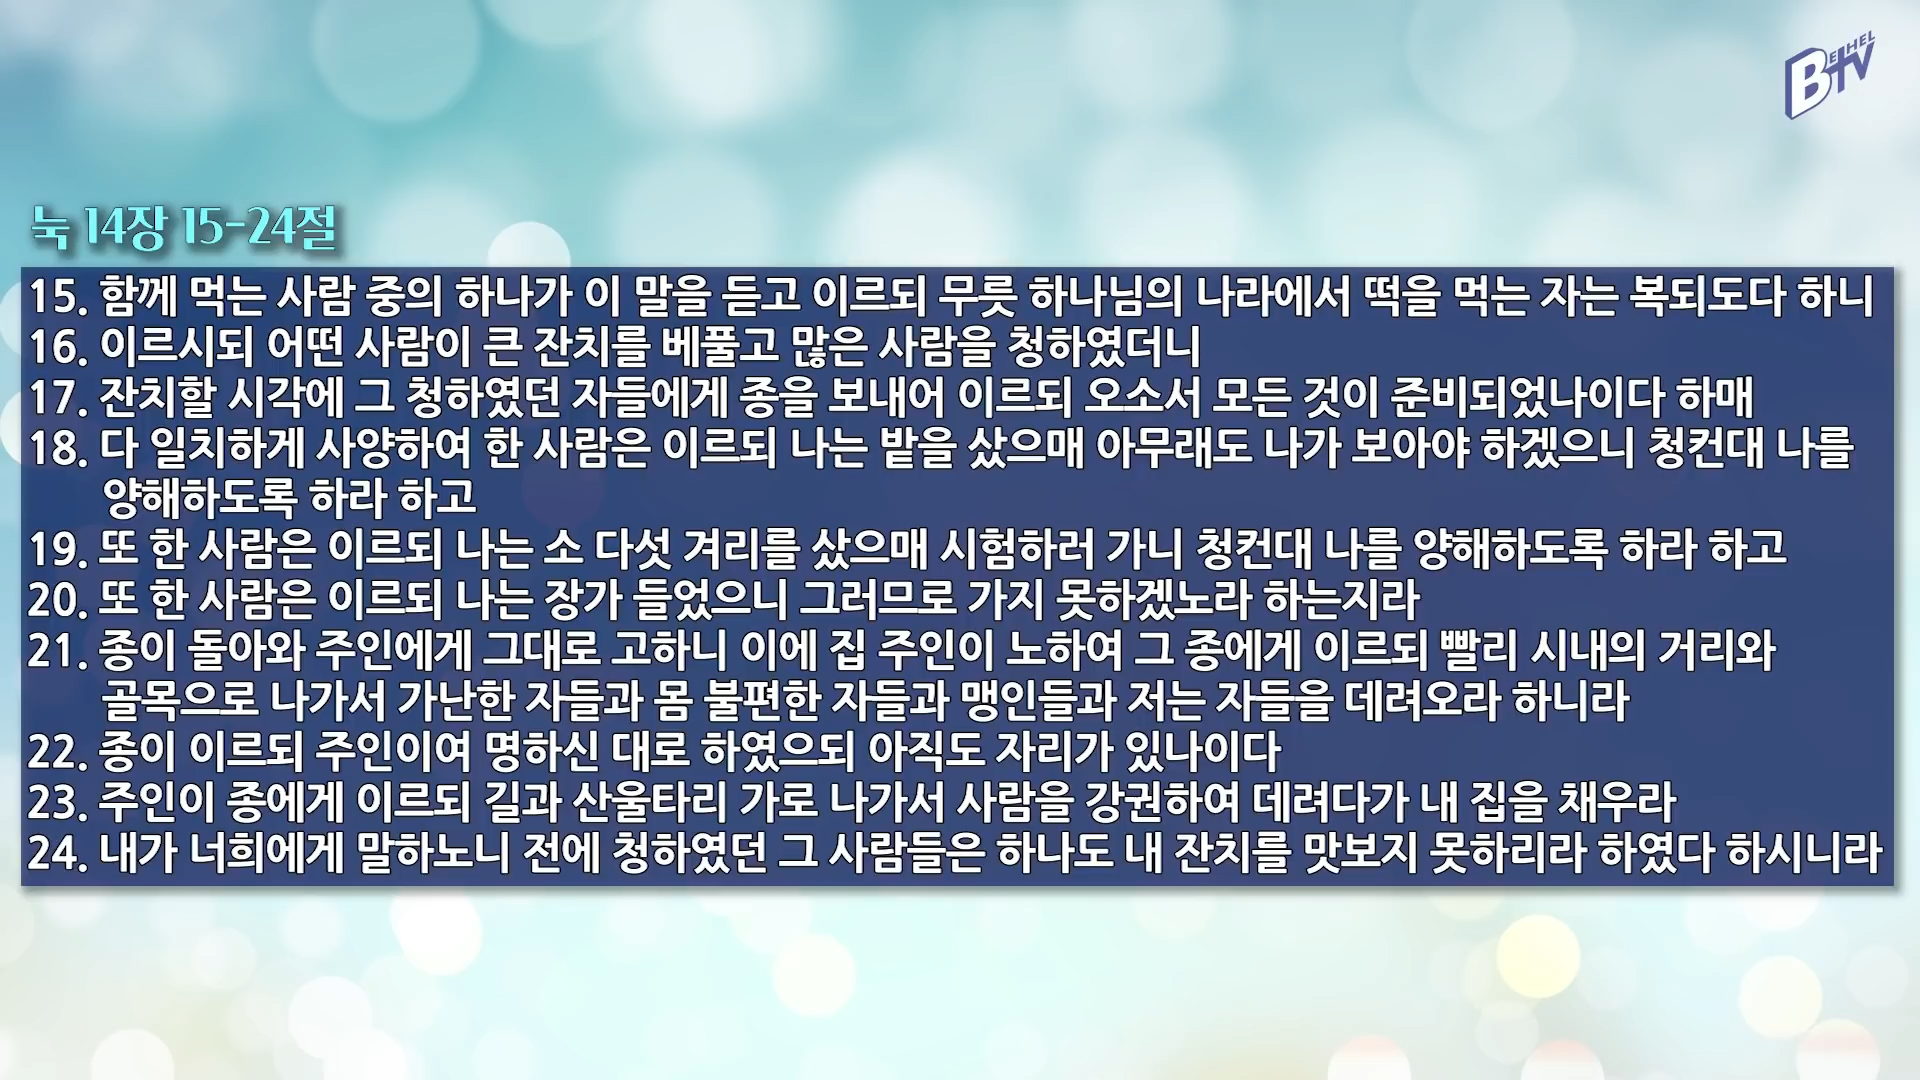 BETHEL TV
눅 14장 15-24절
15. 함께 먹는 사람 중의 하나가 이 말을 듣고 이르되 무릇 하나님의 나라에서 떡을 먹는 자는 복되도다 하니
16. 이르시되 어떤 사람이 큰 잔치를 베풀고 많은 사람을 청하였더니
17. 잔치할 시각에 그 청하였던 자들에게 종을 보내어 이르되 오소서 모든 것이 준비되었나이다 하매
18. 다 일치하게 사양하여 한 사람은 이르되 나는 밭을 샀으매 아무래도 나가 보아야 하겠으니 청컨대 나를
양해하도록 하라 하고
19. 또 한 사람은 이르되 나는 소 다섯 겨리를 샀으매 시험하러 가니 청컨대 나를 양해하도록 하라 하고
20. 또 한 사람은 이르되 나는 장가 들었으니 그러므로 가지 못하겠노라 하는지라
21. 종이 돌아와 주인에게 그대로 고하니 이에 집 주인이 노하여 그 종에게 이르되 빨리 시내의 거리와
골목으로 나가서 가난한 자들과 몸 불편한 자들과 맹인들과 저는 자들을 데려오라 하니라
22. 종이 이르되 주인이여 명하신 대로 하였으되 아직도 자리가 있나이다
23. 주인이 종에게 이르되 길과 산울타리 가로 나가서 사람을 강권하여 데려다가 내 집을 채우라
24. 내가 너희에게 말하노니 전에 청하였던 그 사람들은 하나도 내 잔치를 맛보지 못하리라 하였다 하시니라